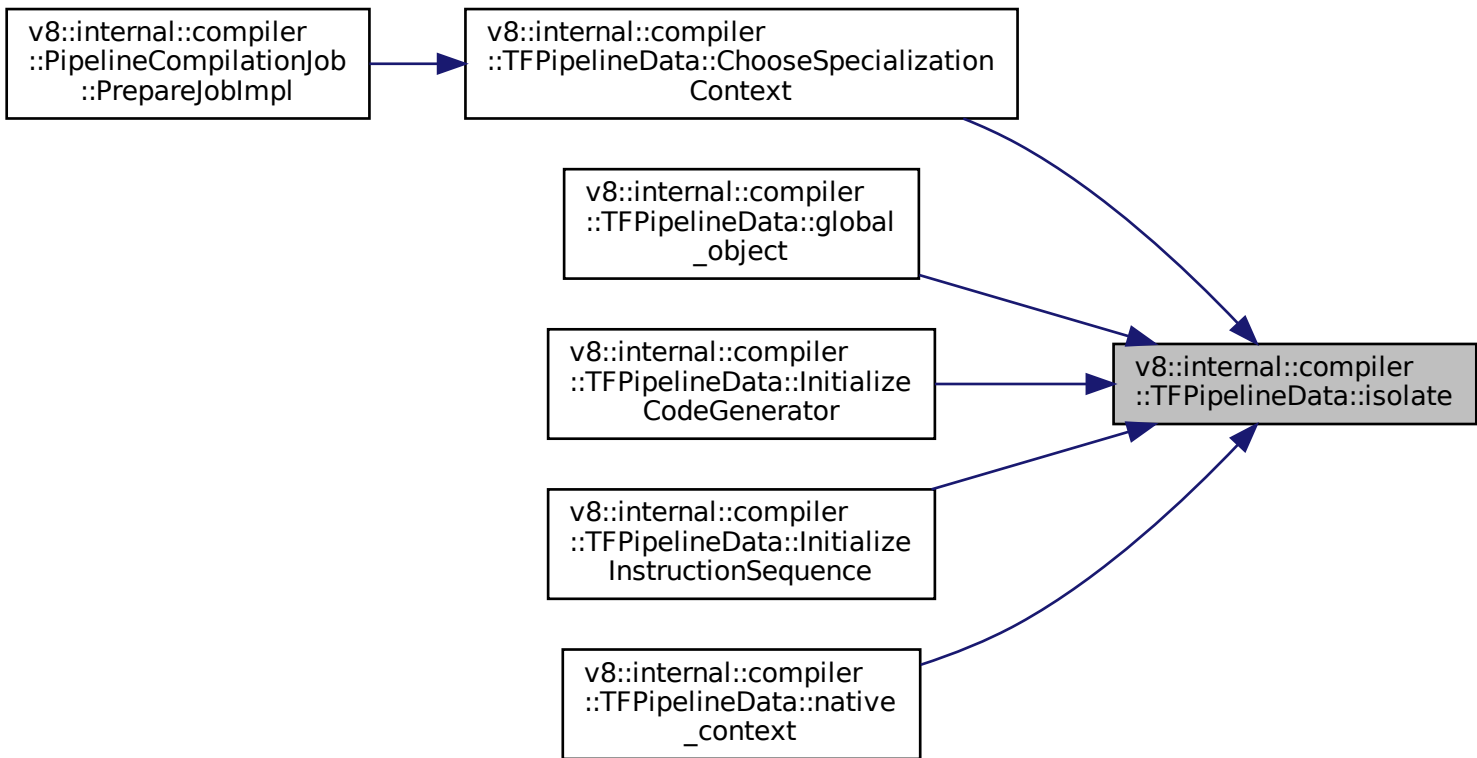 v8::internal::compiler
::PipelineCompilationJob
::PrepareJobImpl
v8::internal::compiler
::TFPipelineData::ChooseSpecialization
Context
v8::internal::compiler
::TFPipelineData::global
_object
v8::internal::compiler
::TFPipelineData::Initialize
CodeGenerator
v8::internal::compiler
::TFPipelineData::Initialize
InstructionSequence
v8::internal::compiler
::TFPipelineData::native
_context
v8::internal::compiler
::TFPipelineData::isolate